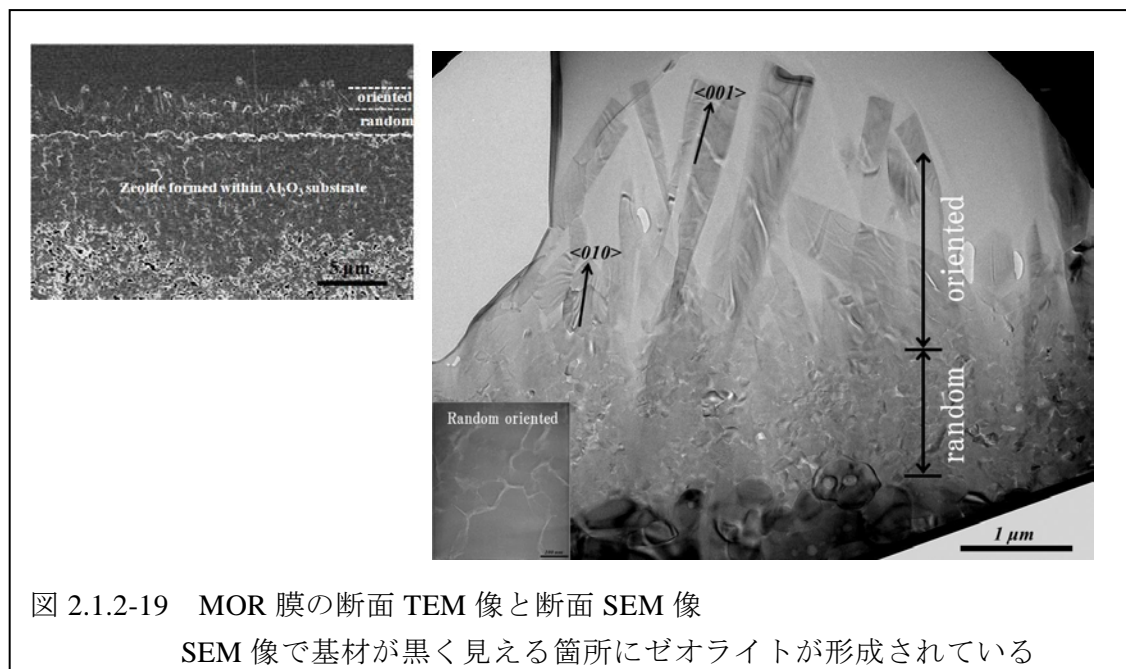 oriented
random
Zeolite formed within Al₂O₃ substrate
5 μm
<001>
<010>
oriented
random
Random oriented
100 nm
1 μm
図 2.1.2-19 MOR 膜の断面 TEM 像と断面 SEM 像
SEM 像で基材が黒く見える箇所にゼオライトが形成されている